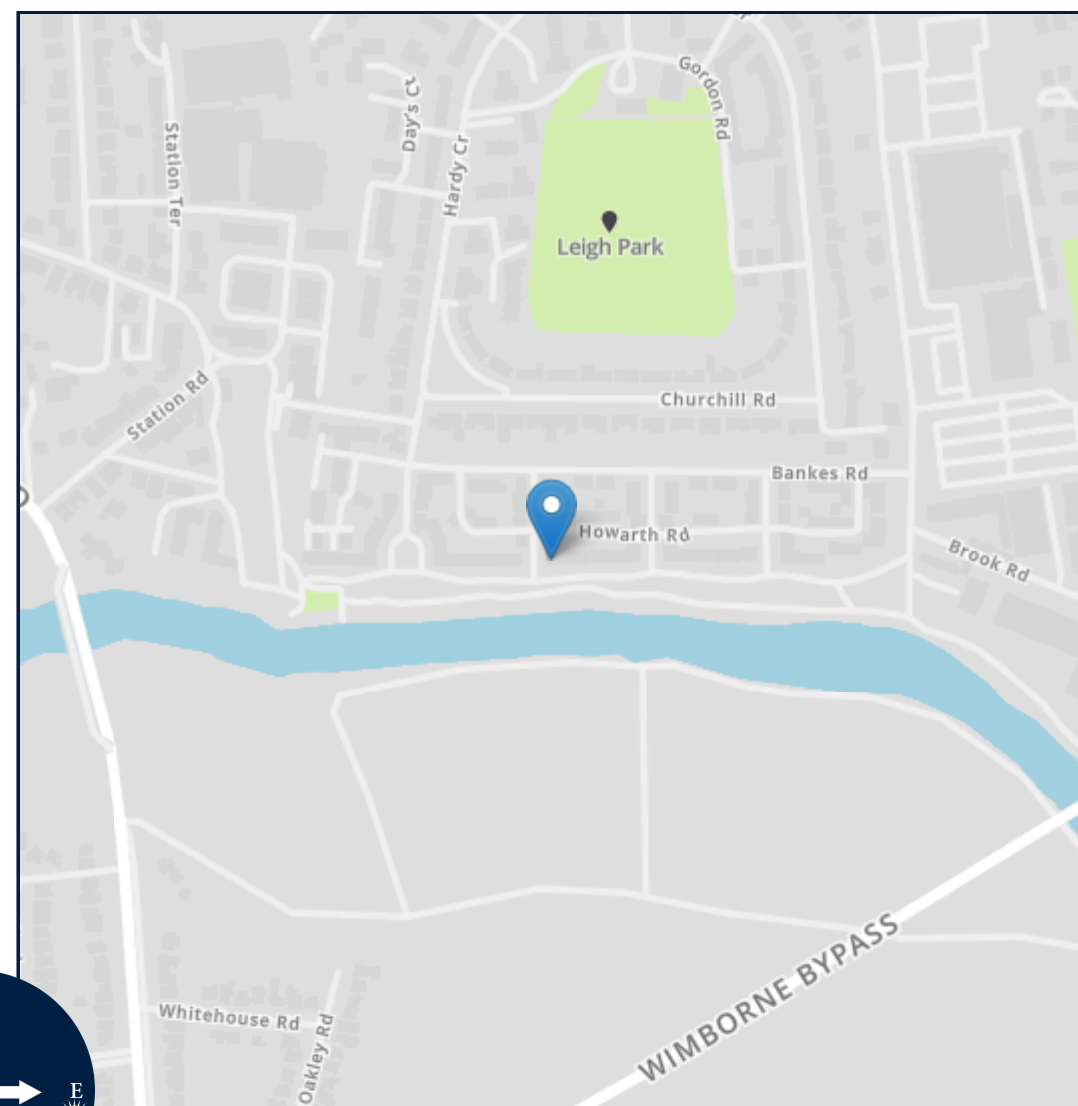 Gordon Rd
Day's Ct
Station Ter
Hardy Cr
Leigh Park
Station Rd
Churchill Rd
Bankes Rd
Howarth Rd
Brook Rd
WIMBORNE BYPASS
Whitehouse Rd
Oakley Rd
E